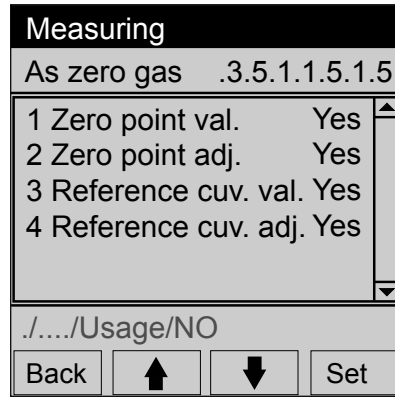 Measuring
As zero gas .3.5.1.1.5.1.5
1 Zero point val. Yes
2 Zero point adj. Yes
3 Reference cuv. val. Yes
4 Reference cuv. adj. Yes
./..../Usage/NO
Back Set